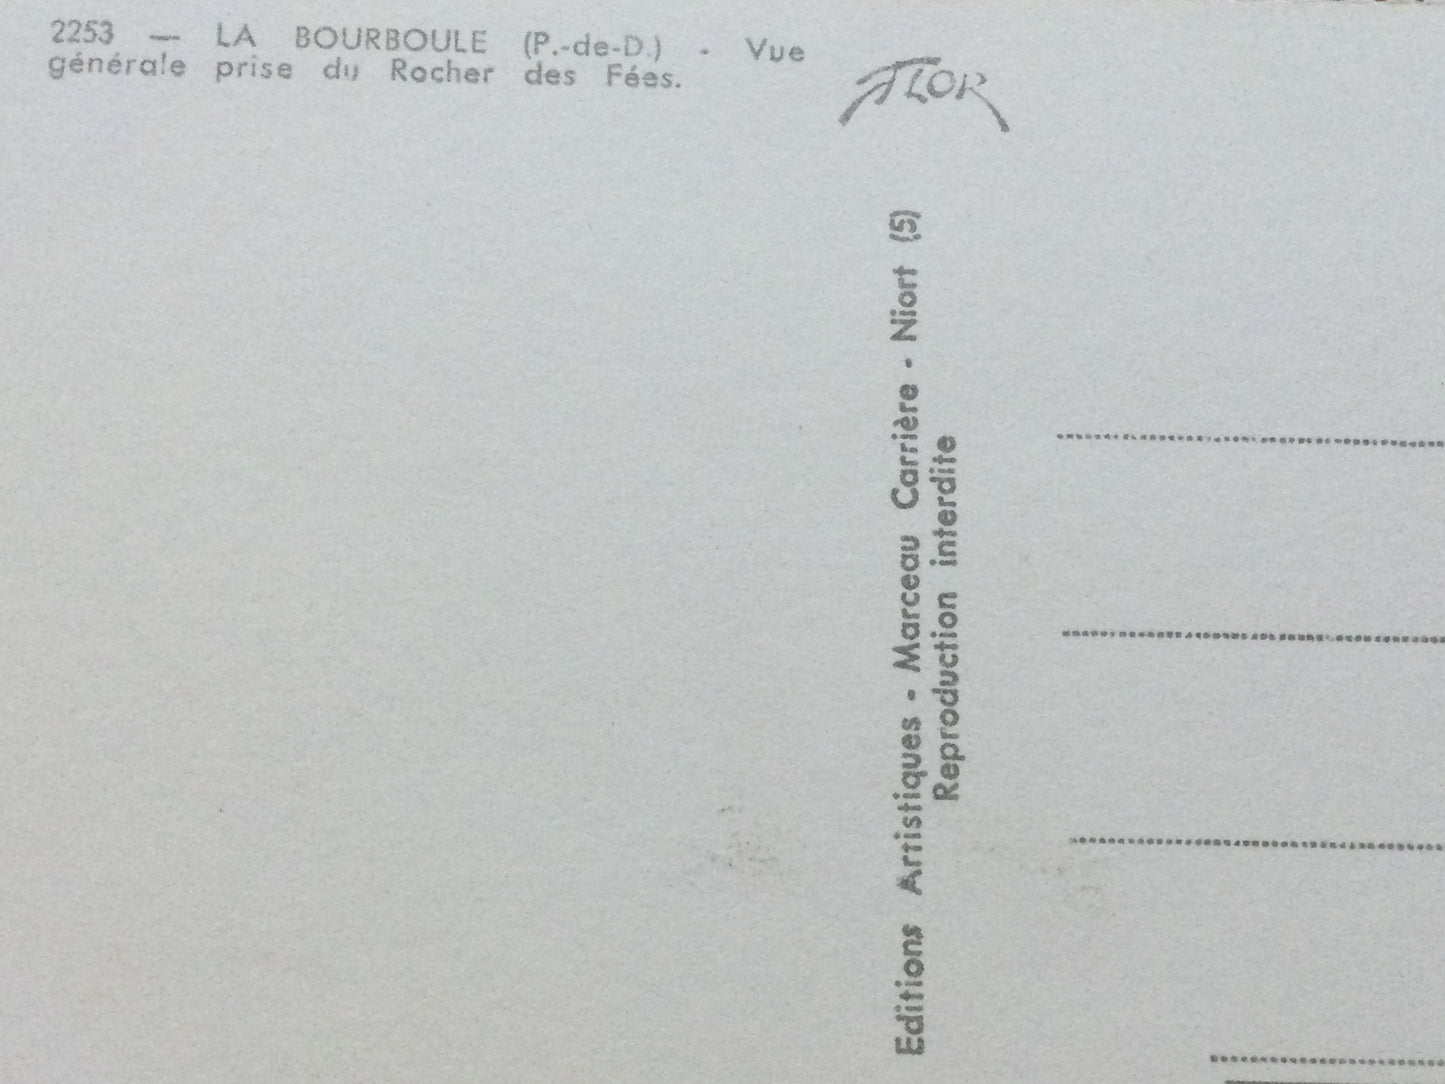 2253 — LA BOURBOULE (P.-de-D.) - Vue
générale prise du Rocher des Fées.
FLOR
Editions Artistiques - Marceau Carrière - Niort (5)
Reproduction interdite